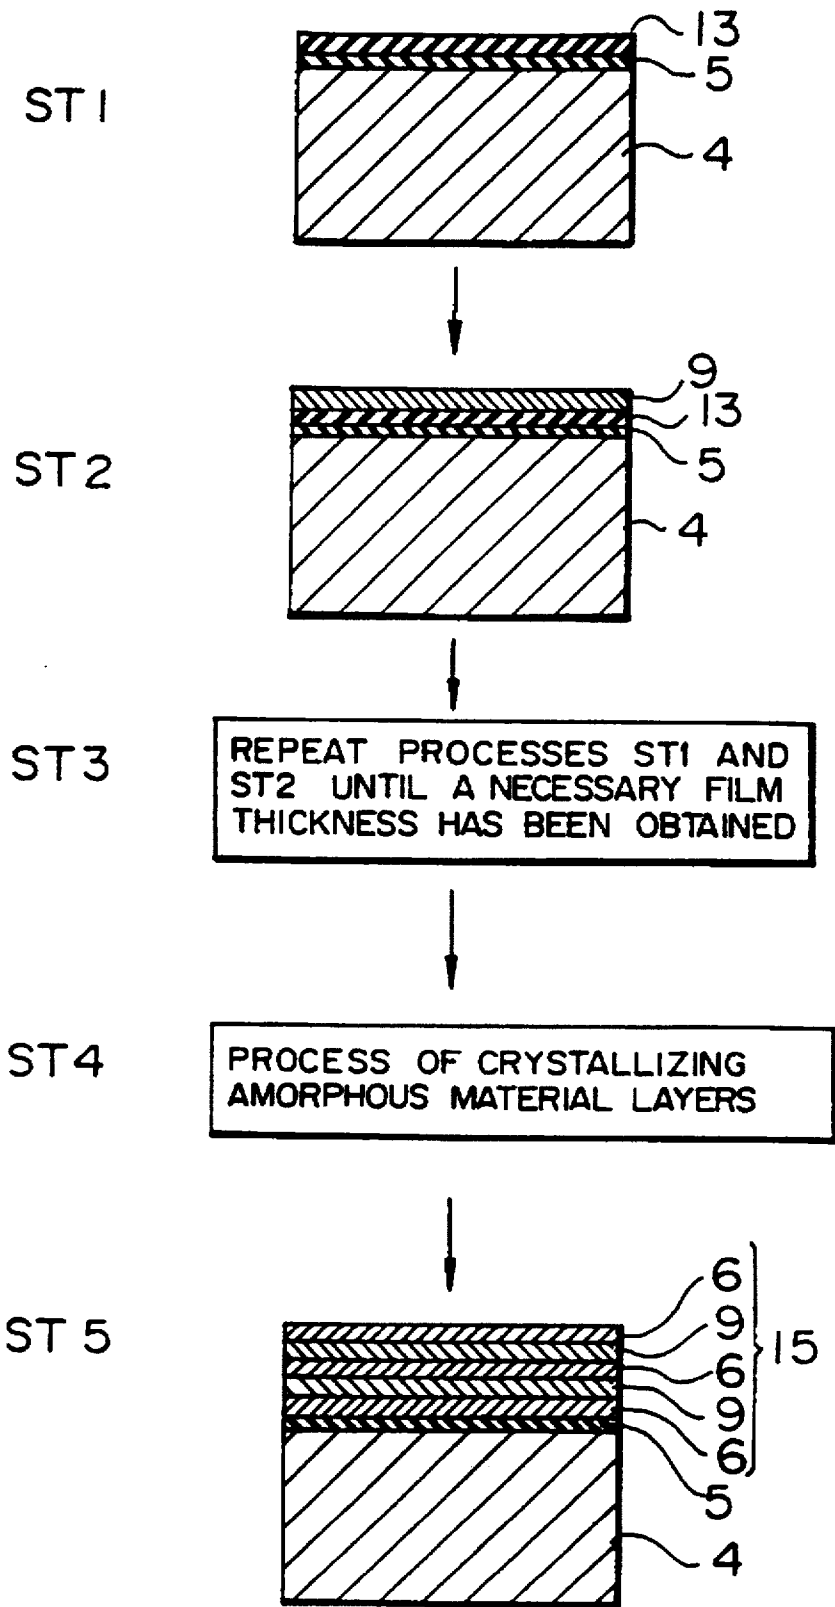 13
5
ST1
4
9
13
5
ST2
4
ST3
REPEAT PROCESSES ST1 AND
ST2 UNTIL A NECESSARY FILM
THICKNESS HAS BEEN OBTAINED
ST4
PROCESS OF CRYSTALLIZING
AMORPHOUS MATERIAL LAYERS
6
ST5
9
15
6
9
6
5
4